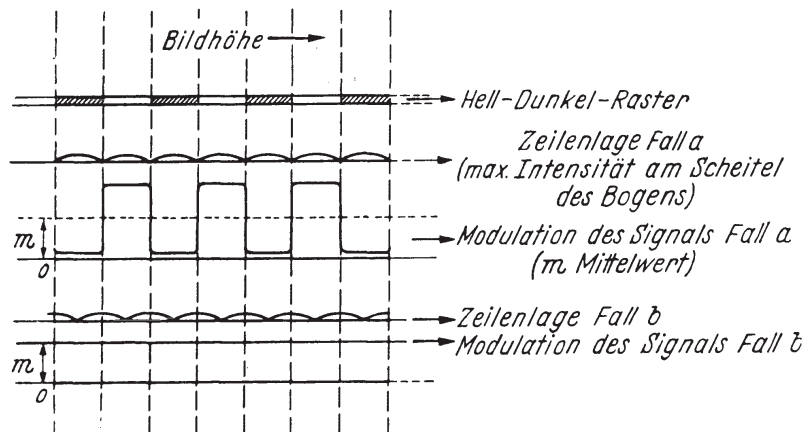 Bildhöhe
Hell-Dunkel-Raster
Zeilenlage Fall a
(max. Intensität am Scheitel
des Bogens)
m
Modulation des Signals Fall a
0
(m Mittelwert)
Zeilenlage Fall b
Modulation des Signals Fall b
m
0